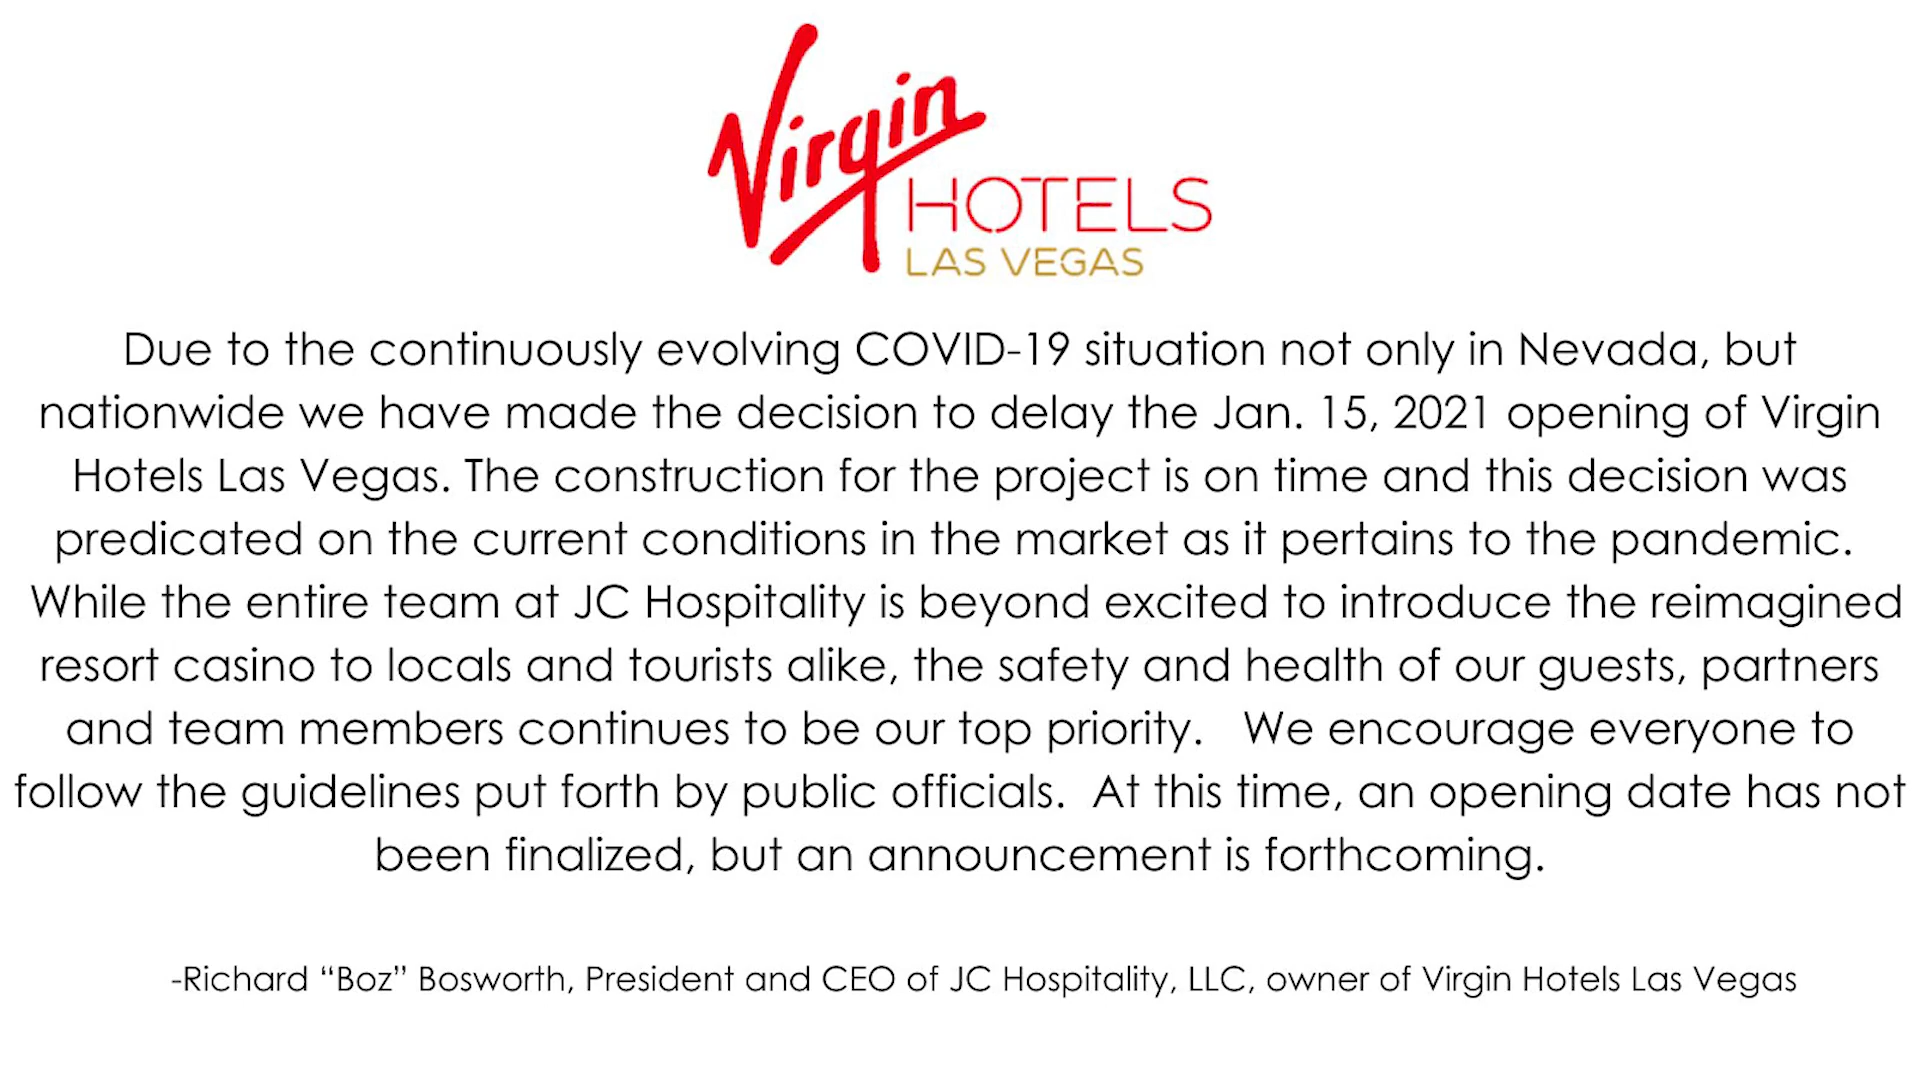 Virgin
HOTELS
LAS VEGAS
Due to the continuously evolving COVID-19 situation not only in Nevada, but
nationwide we have made the decision to delay the Jan. 15, 2021 opening of Virgin
Hotels Las Vegas. The construction for the project is on time and this decision was
predicated on the current conditions in the market as it pertains to the pandemic.
While the entire team at JC Hospitality is beyond excited to introduce the reimagined
resort casino to locals and tourists alike, the safety and health of our guests, partners
and team members continues to be our top priority.   We encourage everyone to
follow the guidelines put forth by public officials.  At this time, an opening date has not
been finalized, but an announcement is forthcoming.
-Richard “Boz” Bosworth, President and CEO of JC Hospitality, LLC, owner of Virgin Hotels Las Vegas